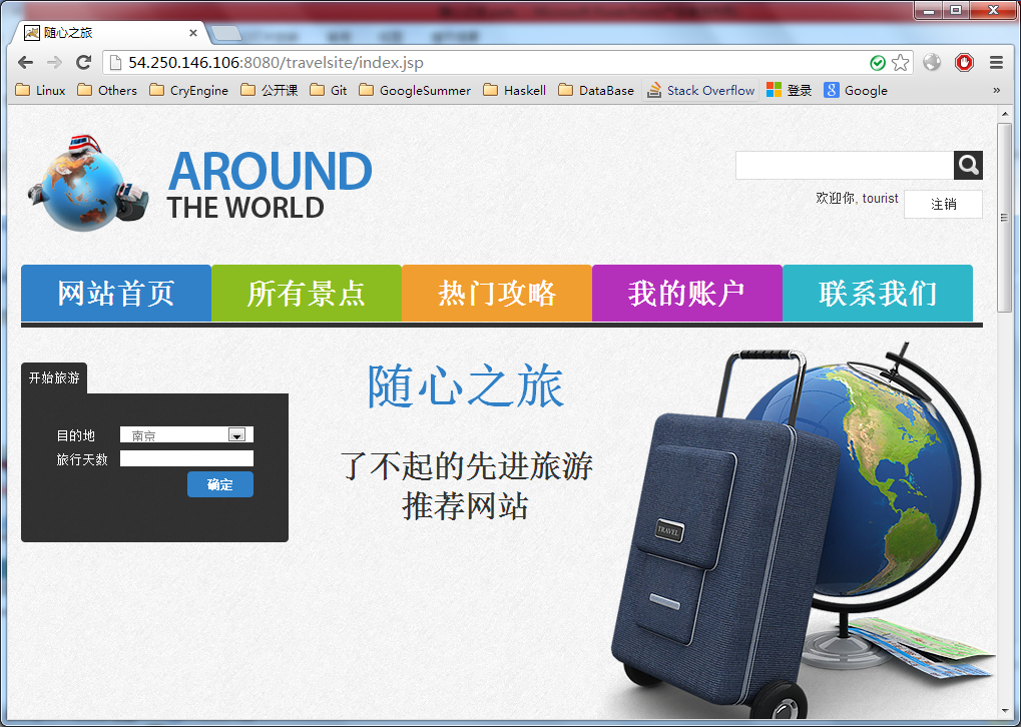 随心之旅
54.250.146.106:8080/travelsite/index.jsp
Linux Others CryEngine 公开课 Git GoogleSummer Haskell DataBase Stack Overflow 登录 Google »
AROUND
THE WORLD
欢迎你, tourist 注销
网站首页 所有景点 热门攻略 我的账户 联系我们
开始旅游
目的地 南京
旅行天数
确定
随心之旅
了不起的先进旅游
推荐网站
TRAVEL